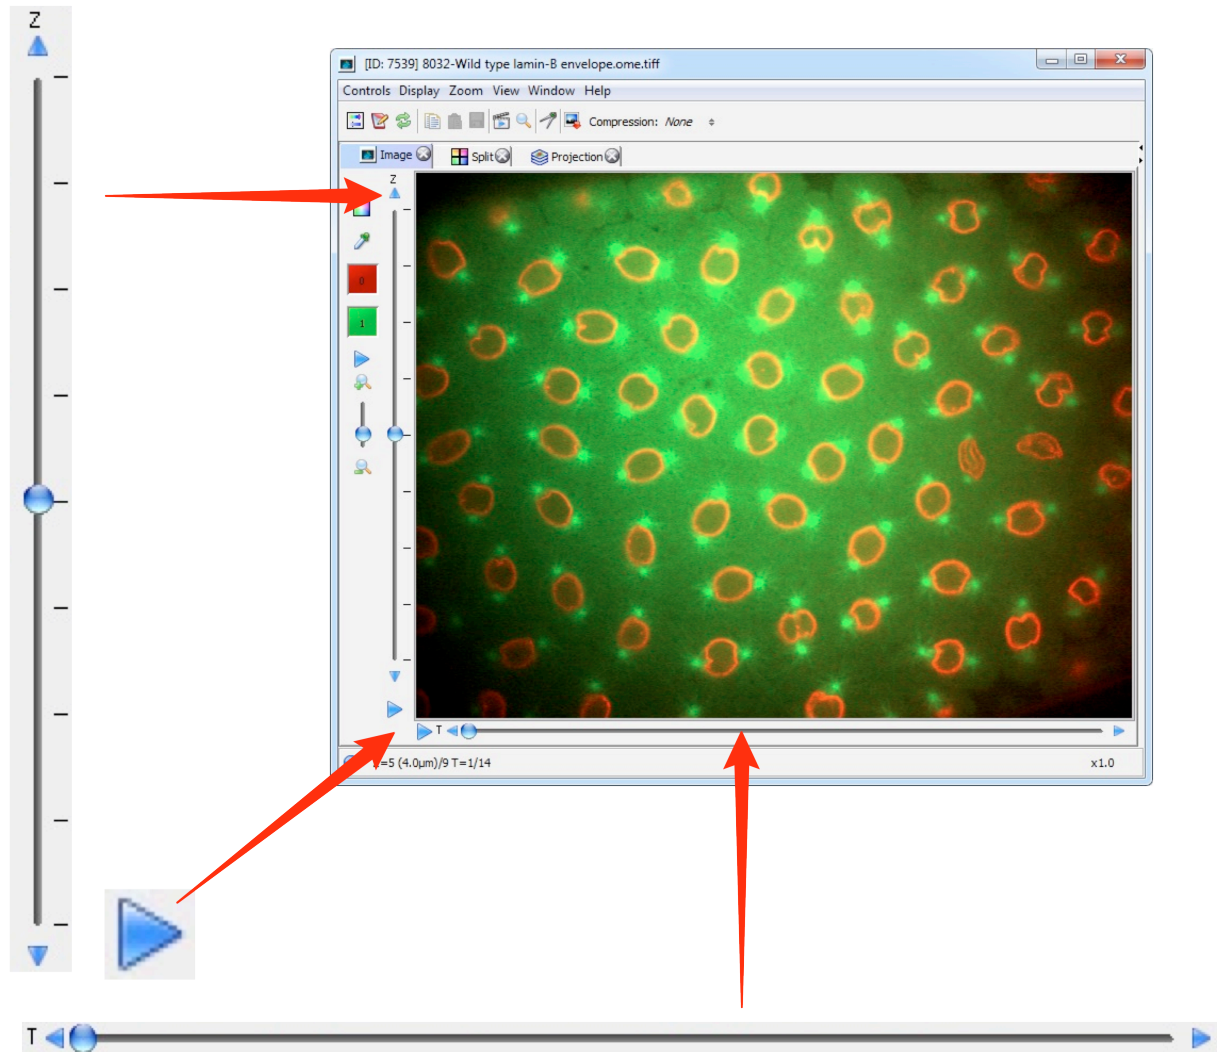 Z
[ID: 7539] 8032-Wild type lamin-B envelope.ome.tiff
Controls Display Zoom View Window Help
Compression: None
Image Split Projection
Z
0
1
T
=5 (4.0µm)/9 T=1/14
x1.0
T